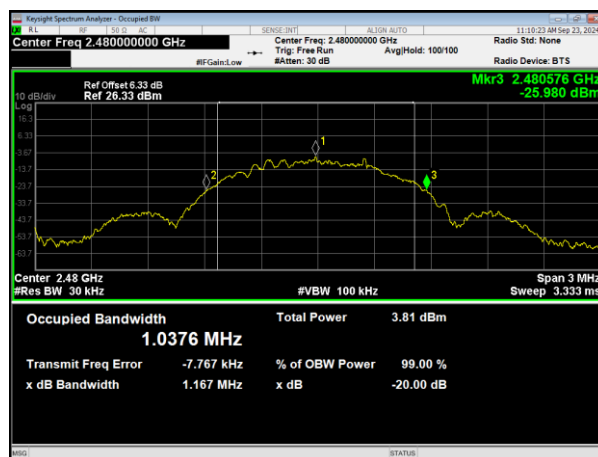 Keysight Spectrum Analyzer - Occupied BW
RL RF 50 Ω AC SENSE:INT ALIGN AUTO 11:10:23 AM Sep 23, 2024
Center Freq 2.480000000 GHz Center Freq: 2.480000000 GHz Radio Std: None
Trig: Free Run Avg|Hold: 100/100
#IFGain:Low #Atten: 30 dB Radio Device: BTS
Mkr3 2.480576 GHz
Ref Offset 6.33 dB
10 dB/div Ref 26.33 dBm -25.980 dBm
Log
16.3
6.33
-3.67
-13.7
-23.7
-33.7
-43.7
-53.7
-63.7
1
2
3
Center 2.48 GHz Span 3 MHz
#Res BW 30 kHz #VBW 100 kHz Sweep 3.333 ms
Occupied Bandwidth Total Power 3.81 dBm
1.0376 MHz
Transmit Freq Error -7.767 kHz % of OBW Power 99.00 %
x dB Bandwidth 1.167 MHz x dB -20.00 dB
MSG STATUS